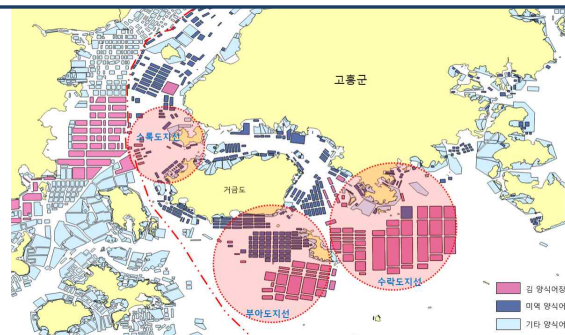 고흥군
소록도지선
거금도
수락도지선
부아도지선
김 양식어장
미역 양식어
기타 양식어